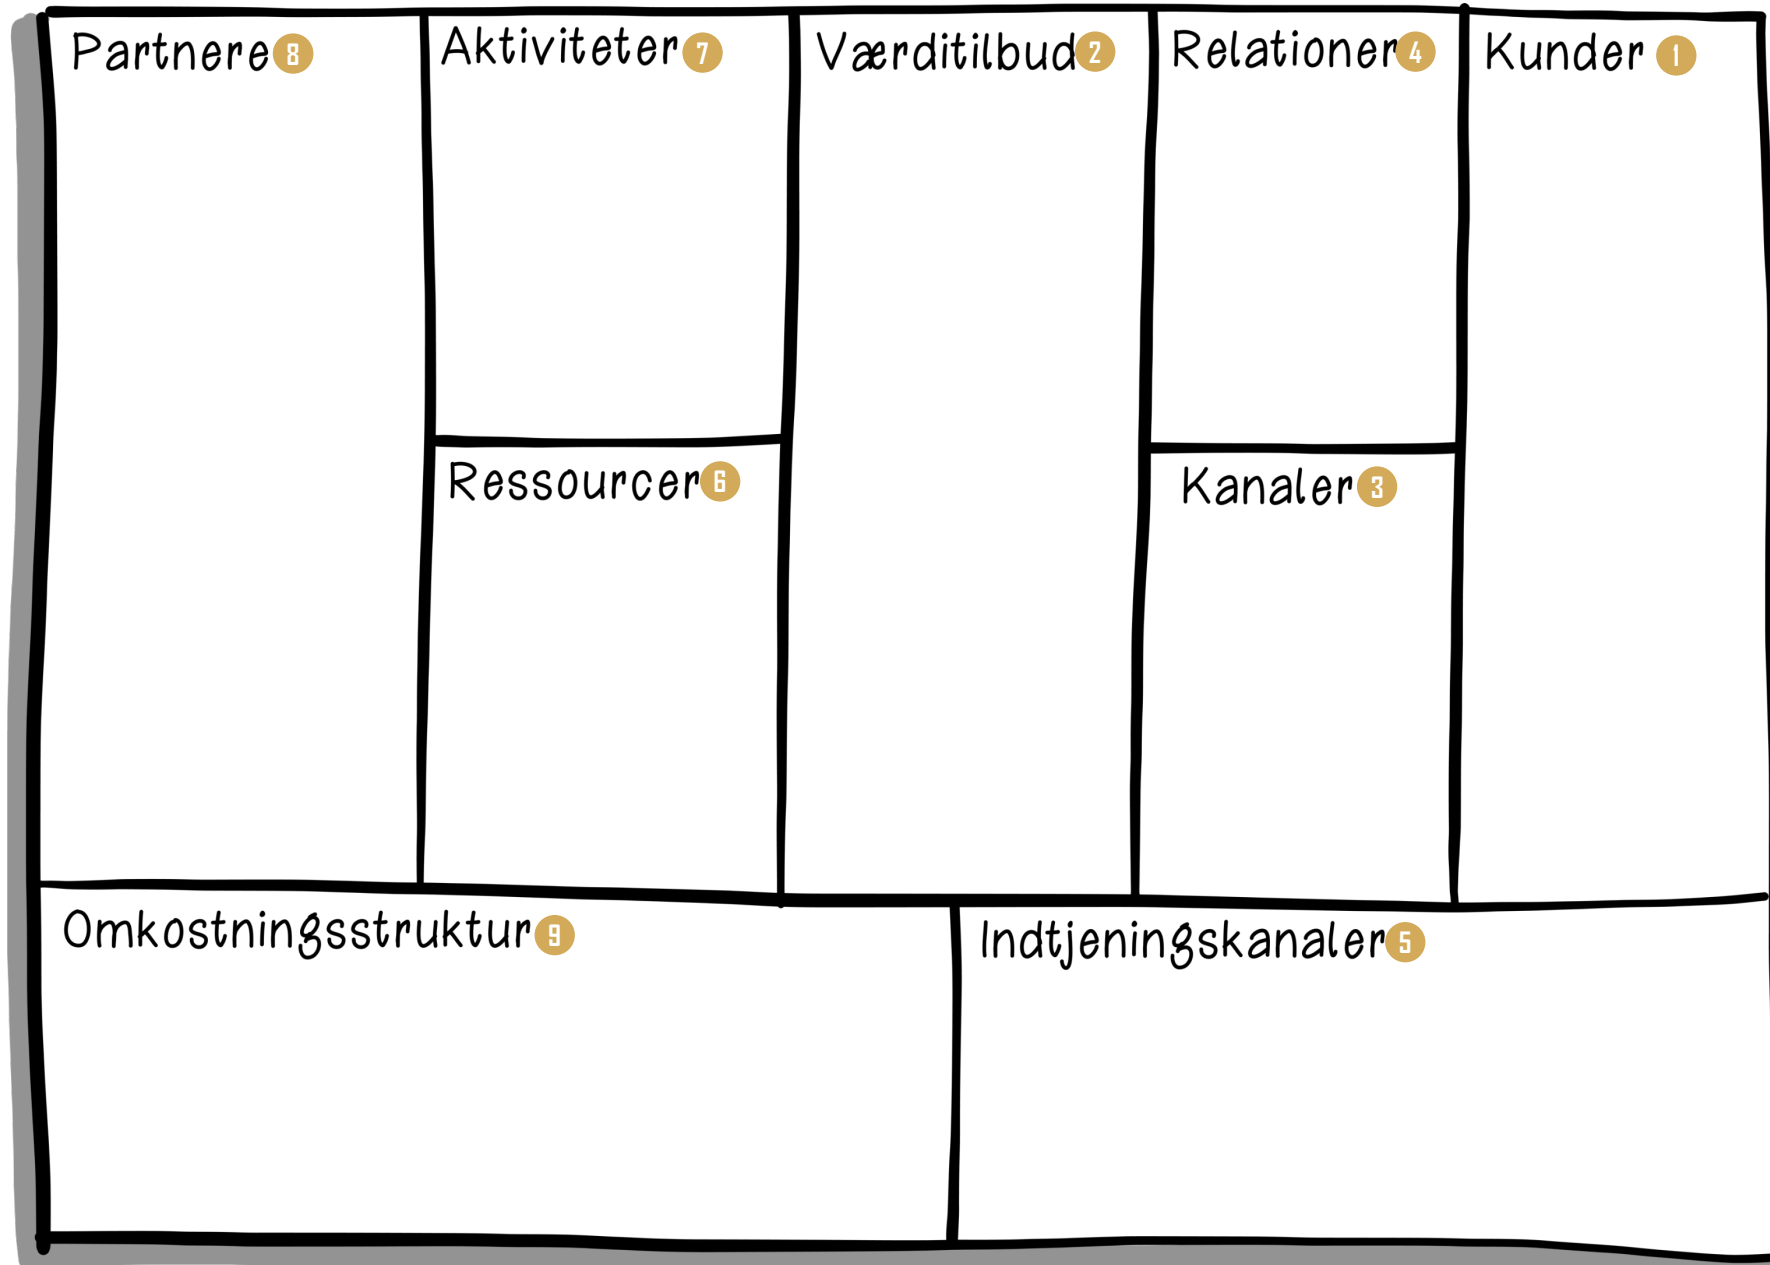 Partnere 8
Aktiviteter 7
Værditilbud 2
Relationer 4
Kunder 1
Ressourcer 6
Kanaler 3
Omkostningsstruktur 9
Indtjeningskanaler 5